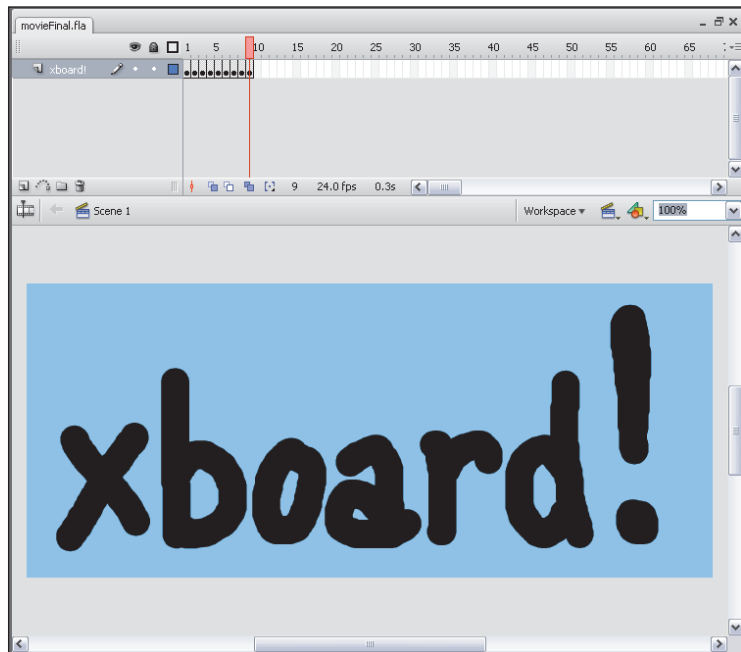 movieFinal.fla
1 5 10 15 20 25 30 35 40 45 50 55 60 65
xboard!
9 24.0 fps 0.3s
Scene 1 Workspace 100%
xboard!